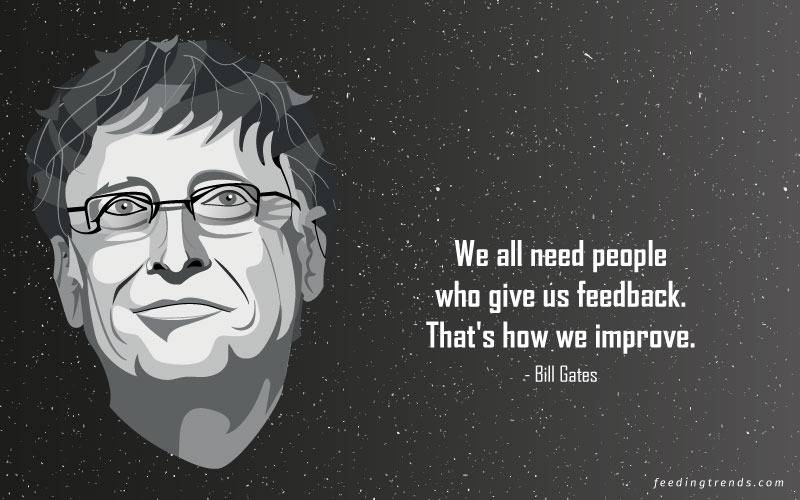 We all need people
who give us feedback.
That's how we improve.
- Bill Gates
feedingtrends.com